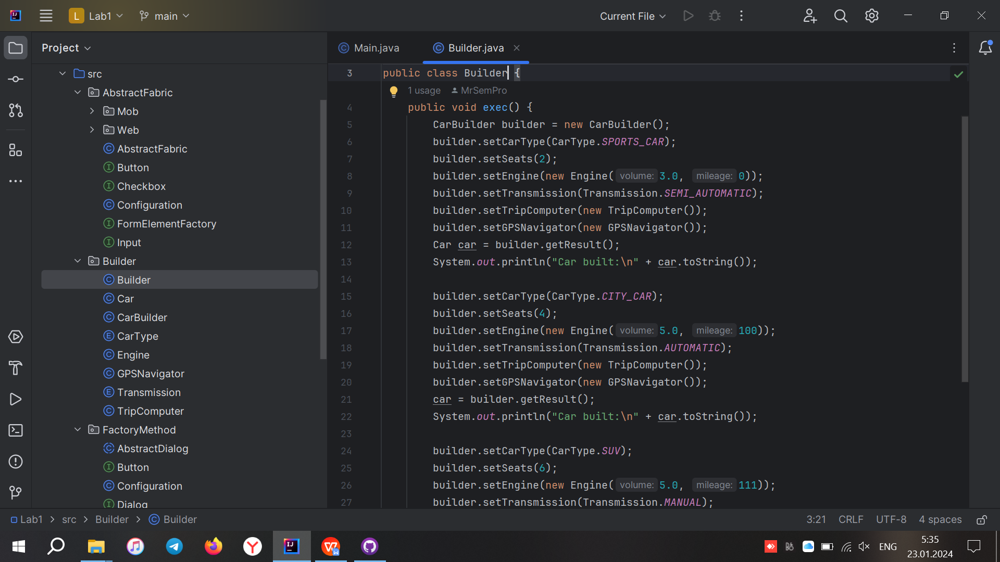 L Lab1 main Current File
Project
Main.java Builder.java
src
AbstractFabric
Mob
Web
AbstractFabric
Button
Checkbox
Configuration
FormElementFactory
Input
Builder
Builder
Car
CarBuilder
CarType
Engine
GPSNavigator
Transmission
TripComputer
FactoryMethod
AbstractDialog
Button
Configuration
Dialog
3 public class Builder {
1 usage MrSemPro
4 public void exec() {
5 CarBuilder builder = new CarBuilder();
6 builder.setCarType(CarType.SPORTS_CAR);
7 builder.setSeats(2);
8 builder.setEngine(new Engine( volume: 3.0, mileage: 0));
9 builder.setTransmission(Transmission.SEMI_AUTOMATIC);
10 builder.setTripComputer(new TripComputer());
11 builder.setGPSNavigator(new GPSNavigator());
12 Car car = builder.getResult();
13 System.out.println("Car built:\n" + car.toString());
14
15 builder.setCarType(CarType.CITY_CAR);
16 builder.setSeats(4);
17 builder.setEngine(new Engine( volume: 5.0, mileage: 100));
18 builder.setTransmission(Transmission.AUTOMATIC);
19 builder.setTripComputer(new TripComputer());
20 builder.setGPSNavigator(new GPSNavigator());
21 car = builder.getResult();
22 System.out.println("Car built:\n" + car.toString());
23
24 builder.setCarType(CarType.SUV);
25 builder.setSeats(6);
26 builder.setEngine(new Engine( volume: 5.0, mileage: 111));
27 builder.setTransmission(Transmission.MANUAL);
Lab1 > src > Builder > Builder 3:21 CRLF UTF-8 4 spaces
ENG
5:35
23.01.2024